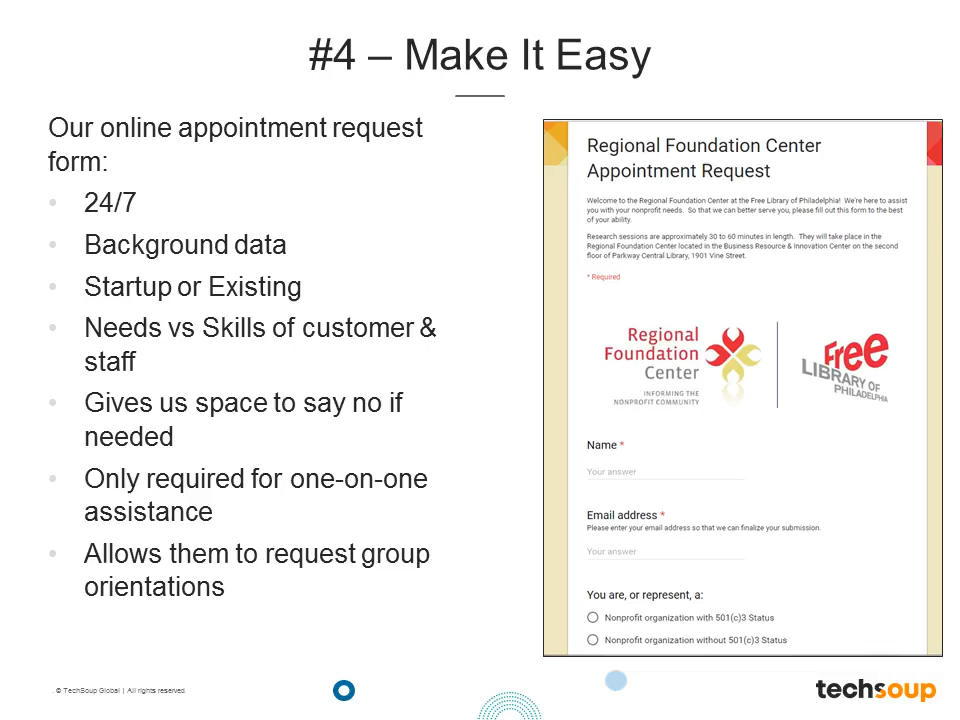 #4 – Make It Easy
Our online appointment request
form:
• 24/7
• Background data
• Startup or Existing
• Needs vs Skills of customer &
staff
• Gives us space to say no if
needed
• Only required for one-on-one
assistance
• Allows them to request group
orientations
Regional Foundation Center
Appointment Request
Welcome to the Regional Foundation Center at the Free Library of Philadelphia! We're here to assist
you with your nonprofit needs. So that we can better serve you, please fill out this form to the best
of your ability.
Research sessions are approximately 30 to 60 minutes in length. They will take place in the
Regional Foundation Center located in the Business Resource & Innovation Center on the second
floor of Parkway Central Library, 1901 Vine Street.
* Required
Regional
Foundation
Center
INFORMING THE
NONPROFIT COMMUNITY
Free
LIBRARY OF
PHILADELPHIA
Name *
Your answer
Email address *
Please enter your email address so that we can finalize your submission.
Your answer
You are, or represent, a:
Nonprofit organization with 501(c)3 Status
Nonprofit organization without 501(c)3 Status
. © TechSoup Global | All rights reserved.
techsoup